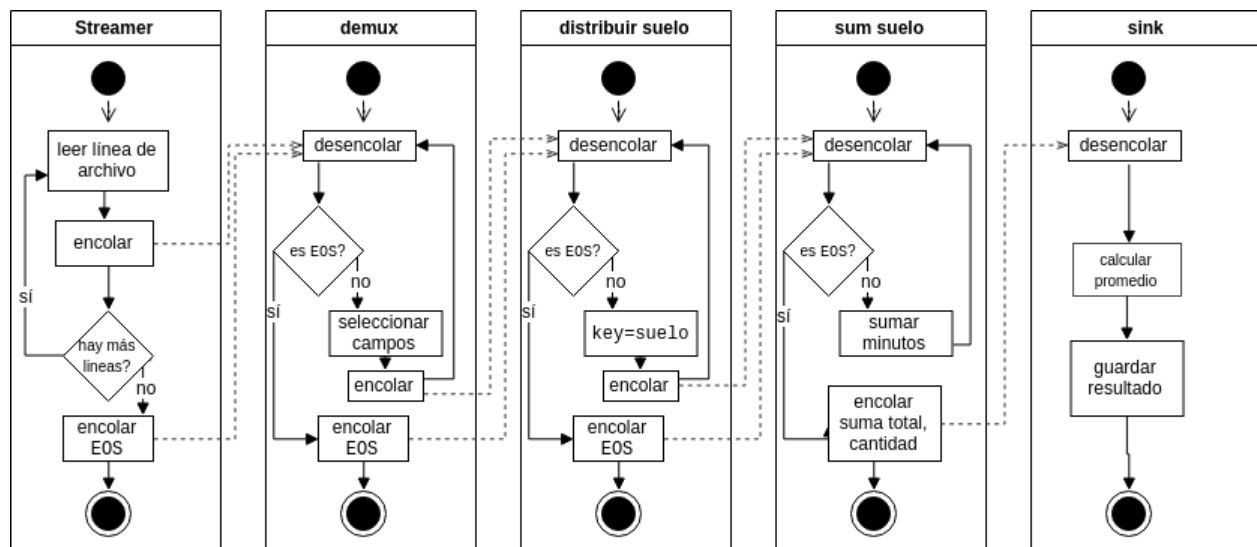 Streamer
leer línea de
archivo
encolar
sí
hay más
lineas?
no
encolar
EOS
demux
desencolar
es EOS?
no
sí
seleccionar
campos
encolar
encolar
EOS
distribuir suelo
desencolar
es EOS?
no
sí
key=suelo
encolar
encolar
EOS
sum suelo
desencolar
es EOS?
no
sí
sumar
minutos
encolar
suma total,
cantidad
sink
desencolar
calcular
promedio
guardar
resultado